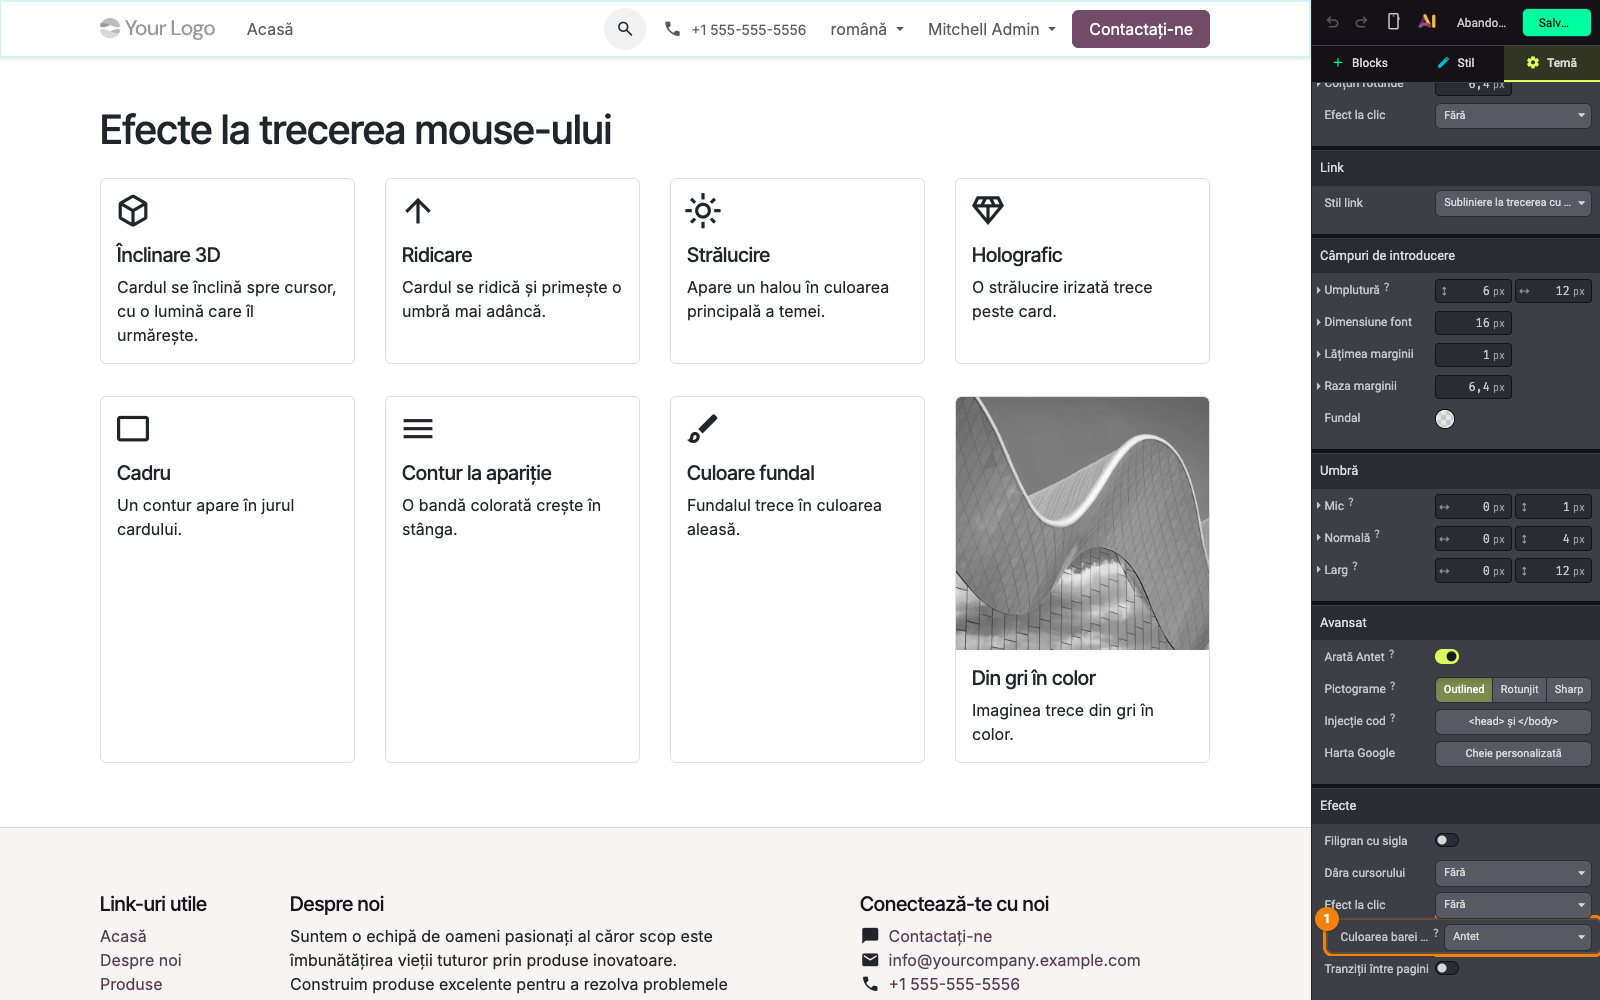 Your Logo
Acasă
+1 555-555-5556
română
Mitchell Admin
Contactați-ne
Abando...
Salv...
Blocks
Stil
Temă
Efecte la trecerea mouse-ului
Înclinare 3D
Cardul se înclină spre cursor,
cu o lumină care îl
urmărește.
Ridicare
Cardul se ridică și primește o
umbră mai adâncă.
Strălucire
Apare un halou în culoarea
principală a temei.
Holografic
O strălucire irizată trece
peste card.
Cadru
Un contur apare în jurul
cardului.
Contur la apariție
O bandă colorată crește în
stânga.
Culoare fundal
Fundalul trece în culoarea
aleasă.
Din gri în color
Imaginea trece din gri în
color.
Link-uri utile
Acasă
Despre noi
Produse
Despre noi
Suntem o echipă de oameni pasionați al căror scop este
îmbunătățirea vieții tuturor prin produse inovatoare.
Construim produse excelente pentru a rezolva problemele
Conectează-te cu noi
Contactați-ne
info@yourcompany.example.com
+1 555-555-5556
Colțuri rotunde 6,4 px
Efect la clic Fără
Link
Stil link Subliniere la trecerea cu ...
Câmpuri de introducere
Umplutură ? 6 px 12 px
Dimensiune font 16 px
Lățimea marginii 1 px
Raza marginii 6,4 px
Fundal
Umbră
Mic ? 0 px 1 px
Normală ? 0 px 4 px
Larg ? 0 px 12 px
Avansat
Arată Antet ?
Pictograme ? Outlined Rotunjit Sharp
Injecție cod ? <head> și </body>
Harta Google Cheie personalizată
Efecte
Filigran cu sigla
Dâra cursorului Fără
Efect la clic Fără
1
Culoarea barei ... ? Antet
Tranziții între pagini